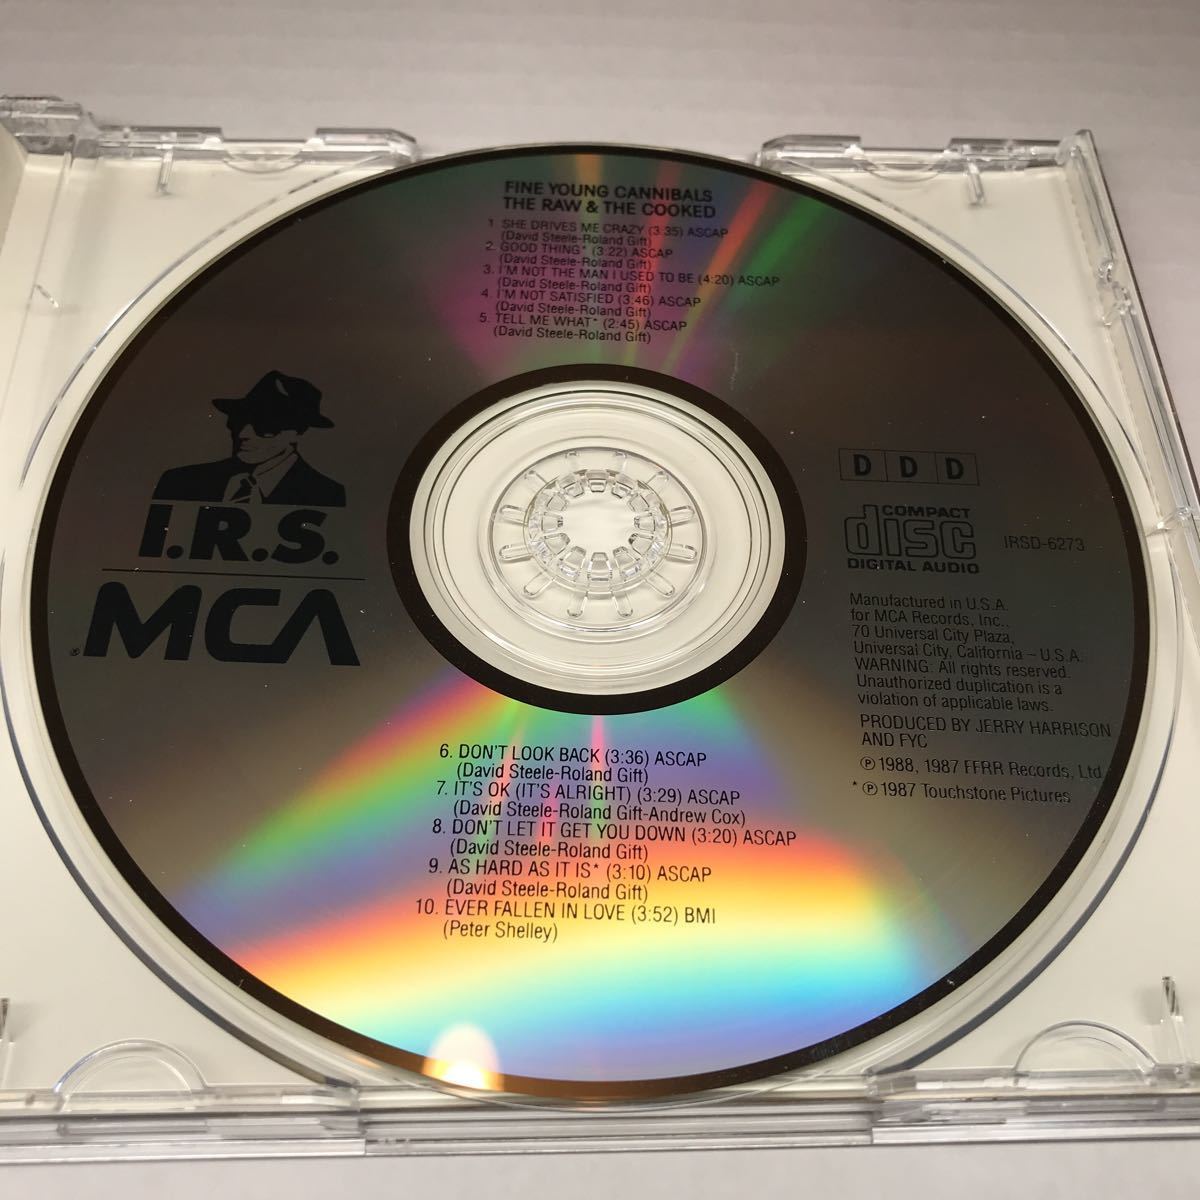 FINE YOUNG CANNIBALS
THE RAW & THE COOKED
1. SHE DRIVES ME CRAZY (3:35) ASCAP
(David Steele-Roland Gift)
2. GOOD THING* (3:22) ASCAP
(David Steele-Roland Gift)
3. I'M NOT THE MAN I USED TO BE (4:20) ASCAP
(David Steele-Roland Gift)
4. I'M NOT SATISFIED (3:46) ASCAP
(David Steele-Roland Gift)
5. TELL ME WHAT* (2:45) ASCAP
(David Steele-Roland Gift)
I.R.S.
MCA
®
D D D
COMPACT
disc
DIGITAL AUDIO
IRSD-6273
Manufactured in U.S.A.
for MCA Records, Inc.,
70 Universal City Plaza,
Universal City, California – U.S.A.
WARNING: All rights reserved.
Unauthorized duplication is a
violation of applicable laws.
PRODUCED BY JERRY HARRISON
AND FYC
℗ 1988, 1987 FFRR Records, Ltd
* ℗ 1987 Touchstone Pictures
6. DON'T LOOK BACK (3:36) ASCAP
(David Steele-Roland Gift)
7. IT'S OK (IT'S ALRIGHT) (3:29) ASCAP
(David Steele-Roland Gift-Andrew Cox)
8. DON'T LET IT GET YOU DOWN (3:20) ASCAP
(David Steele-Roland Gift)
9. AS HARD AS IT IS* (3:10) ASCAP
(David Steele-Roland Gift)
10. EVER FALLEN IN LOVE (3:52) BMI
(Peter Shelley)